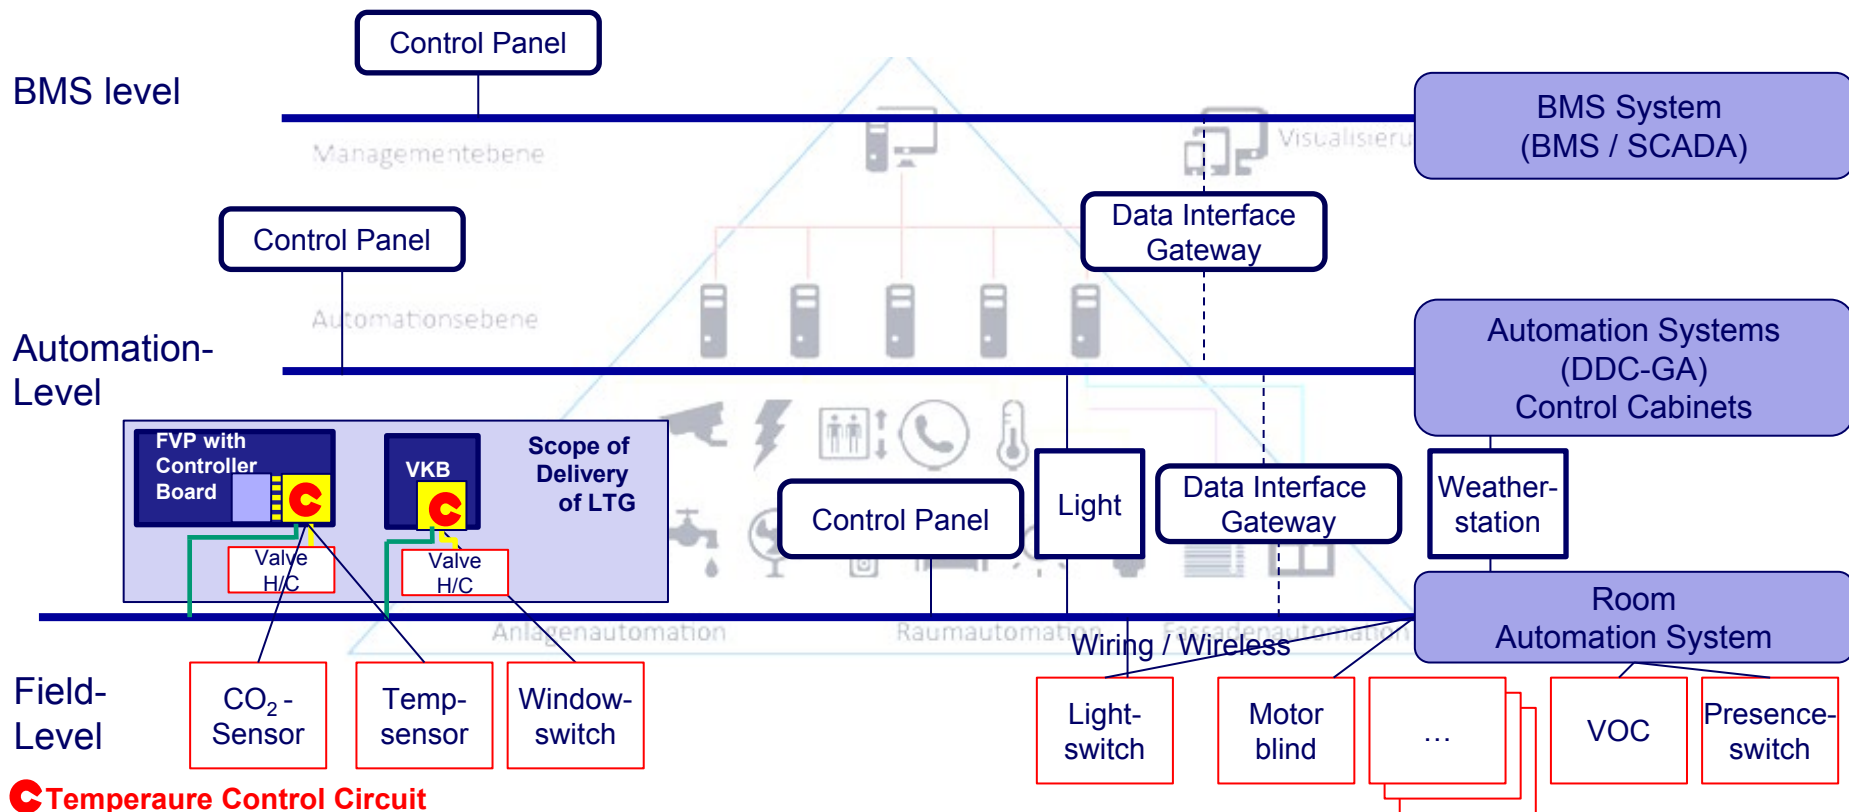 Control Panel
BMS level
BMS System
(BMS / SCADA)
Managementebene
Visualisieru
Control Panel
Data Interface
Gateway
Automationsebene
Automation-
Level
Automation Systems
(DDC-GA)
Control Cabinets
FVP with
Controller
Board
VKB
Scope of
Delivery
of LTG
Valve
H/C
Valve
H/C
Control Panel
Light
Data Interface
Gateway
Weather-
station
Room
Automation System
Anlagenautomation
Raumautomation
Fassadenautomation
Wiring / Wireless
Field-
Level
CO₂ -
Sensor
Temp-
sensor
Window-
switch
Light-
switch
Motor
blind
...
VOC
Presence-
switch
Temperaure Control Circuit